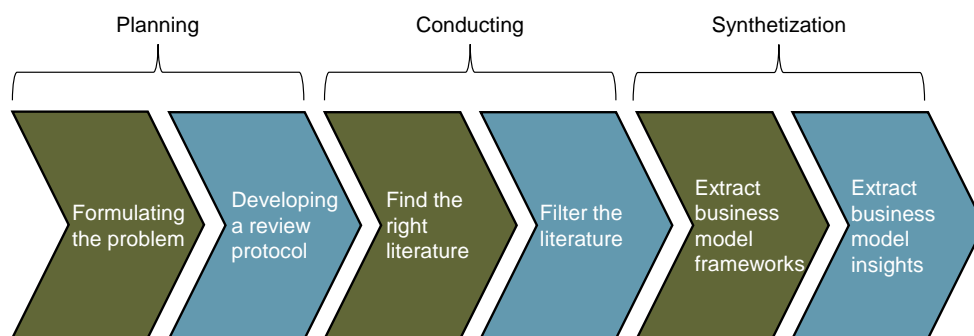 Planning
Conducting
Synthetization
Formulating
the problem
Developing
a review
protocol
Find the
right
literature
Filter the
literature
Extract
business
model
frameworks
Extract
business
model
insights